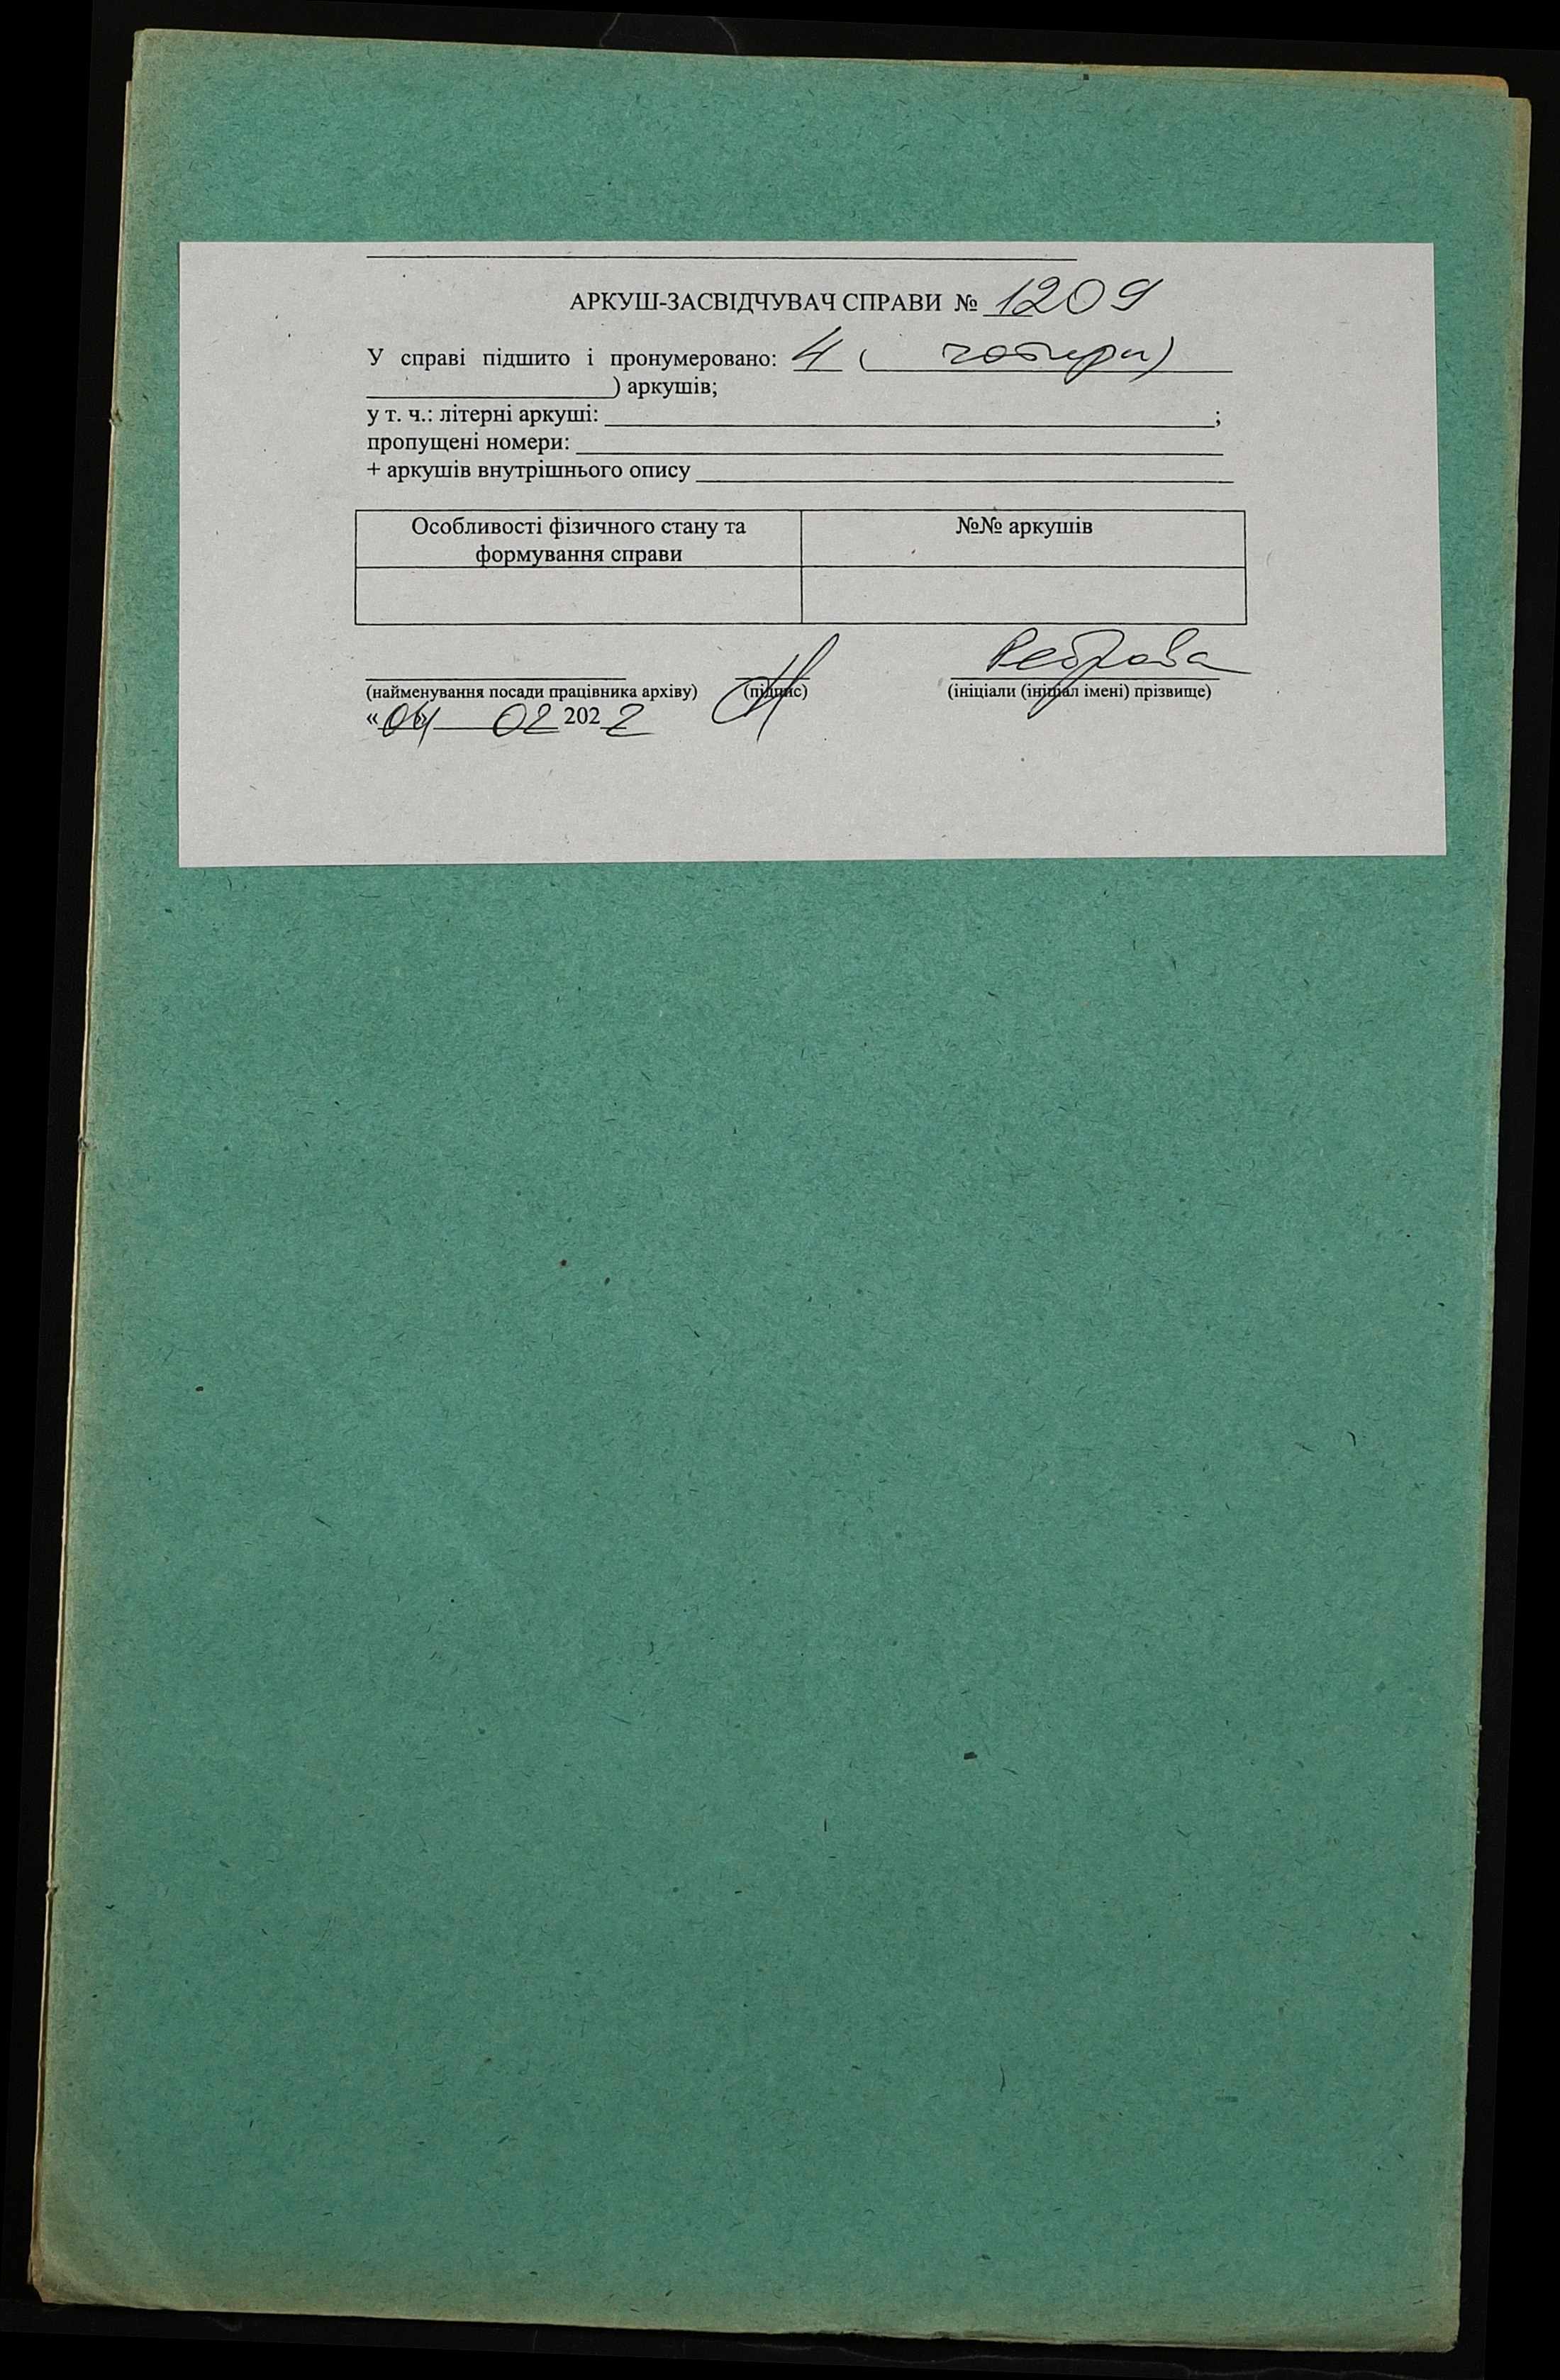 АРКУШ-ЗАСВІДЧУВАЧ СПРАВИ № 1209
У справі підшито і пронумеровано: 4 ( чотири)
) аркушів;
у т. ч.: літерні аркуші: ;
пропущені номери:
+ аркушів внутрішнього опису
Особливості фізичного стану та формування справи
№№ аркушів
Реброва
(найменування посади працівника архіву) (підпис) (ініціали (ініціал імені) прізвище)
«04» 02 2022